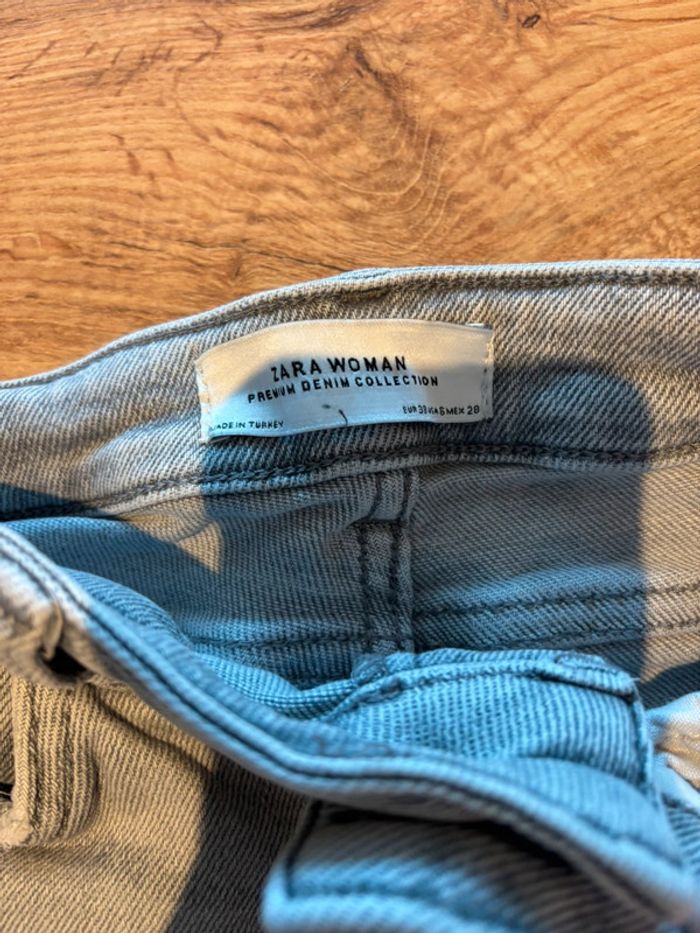 ZARA WOMAN
PREMIUM DENIM COLLECTION
EUR 38 USA 6 MEX 28
MADE IN TURKEY